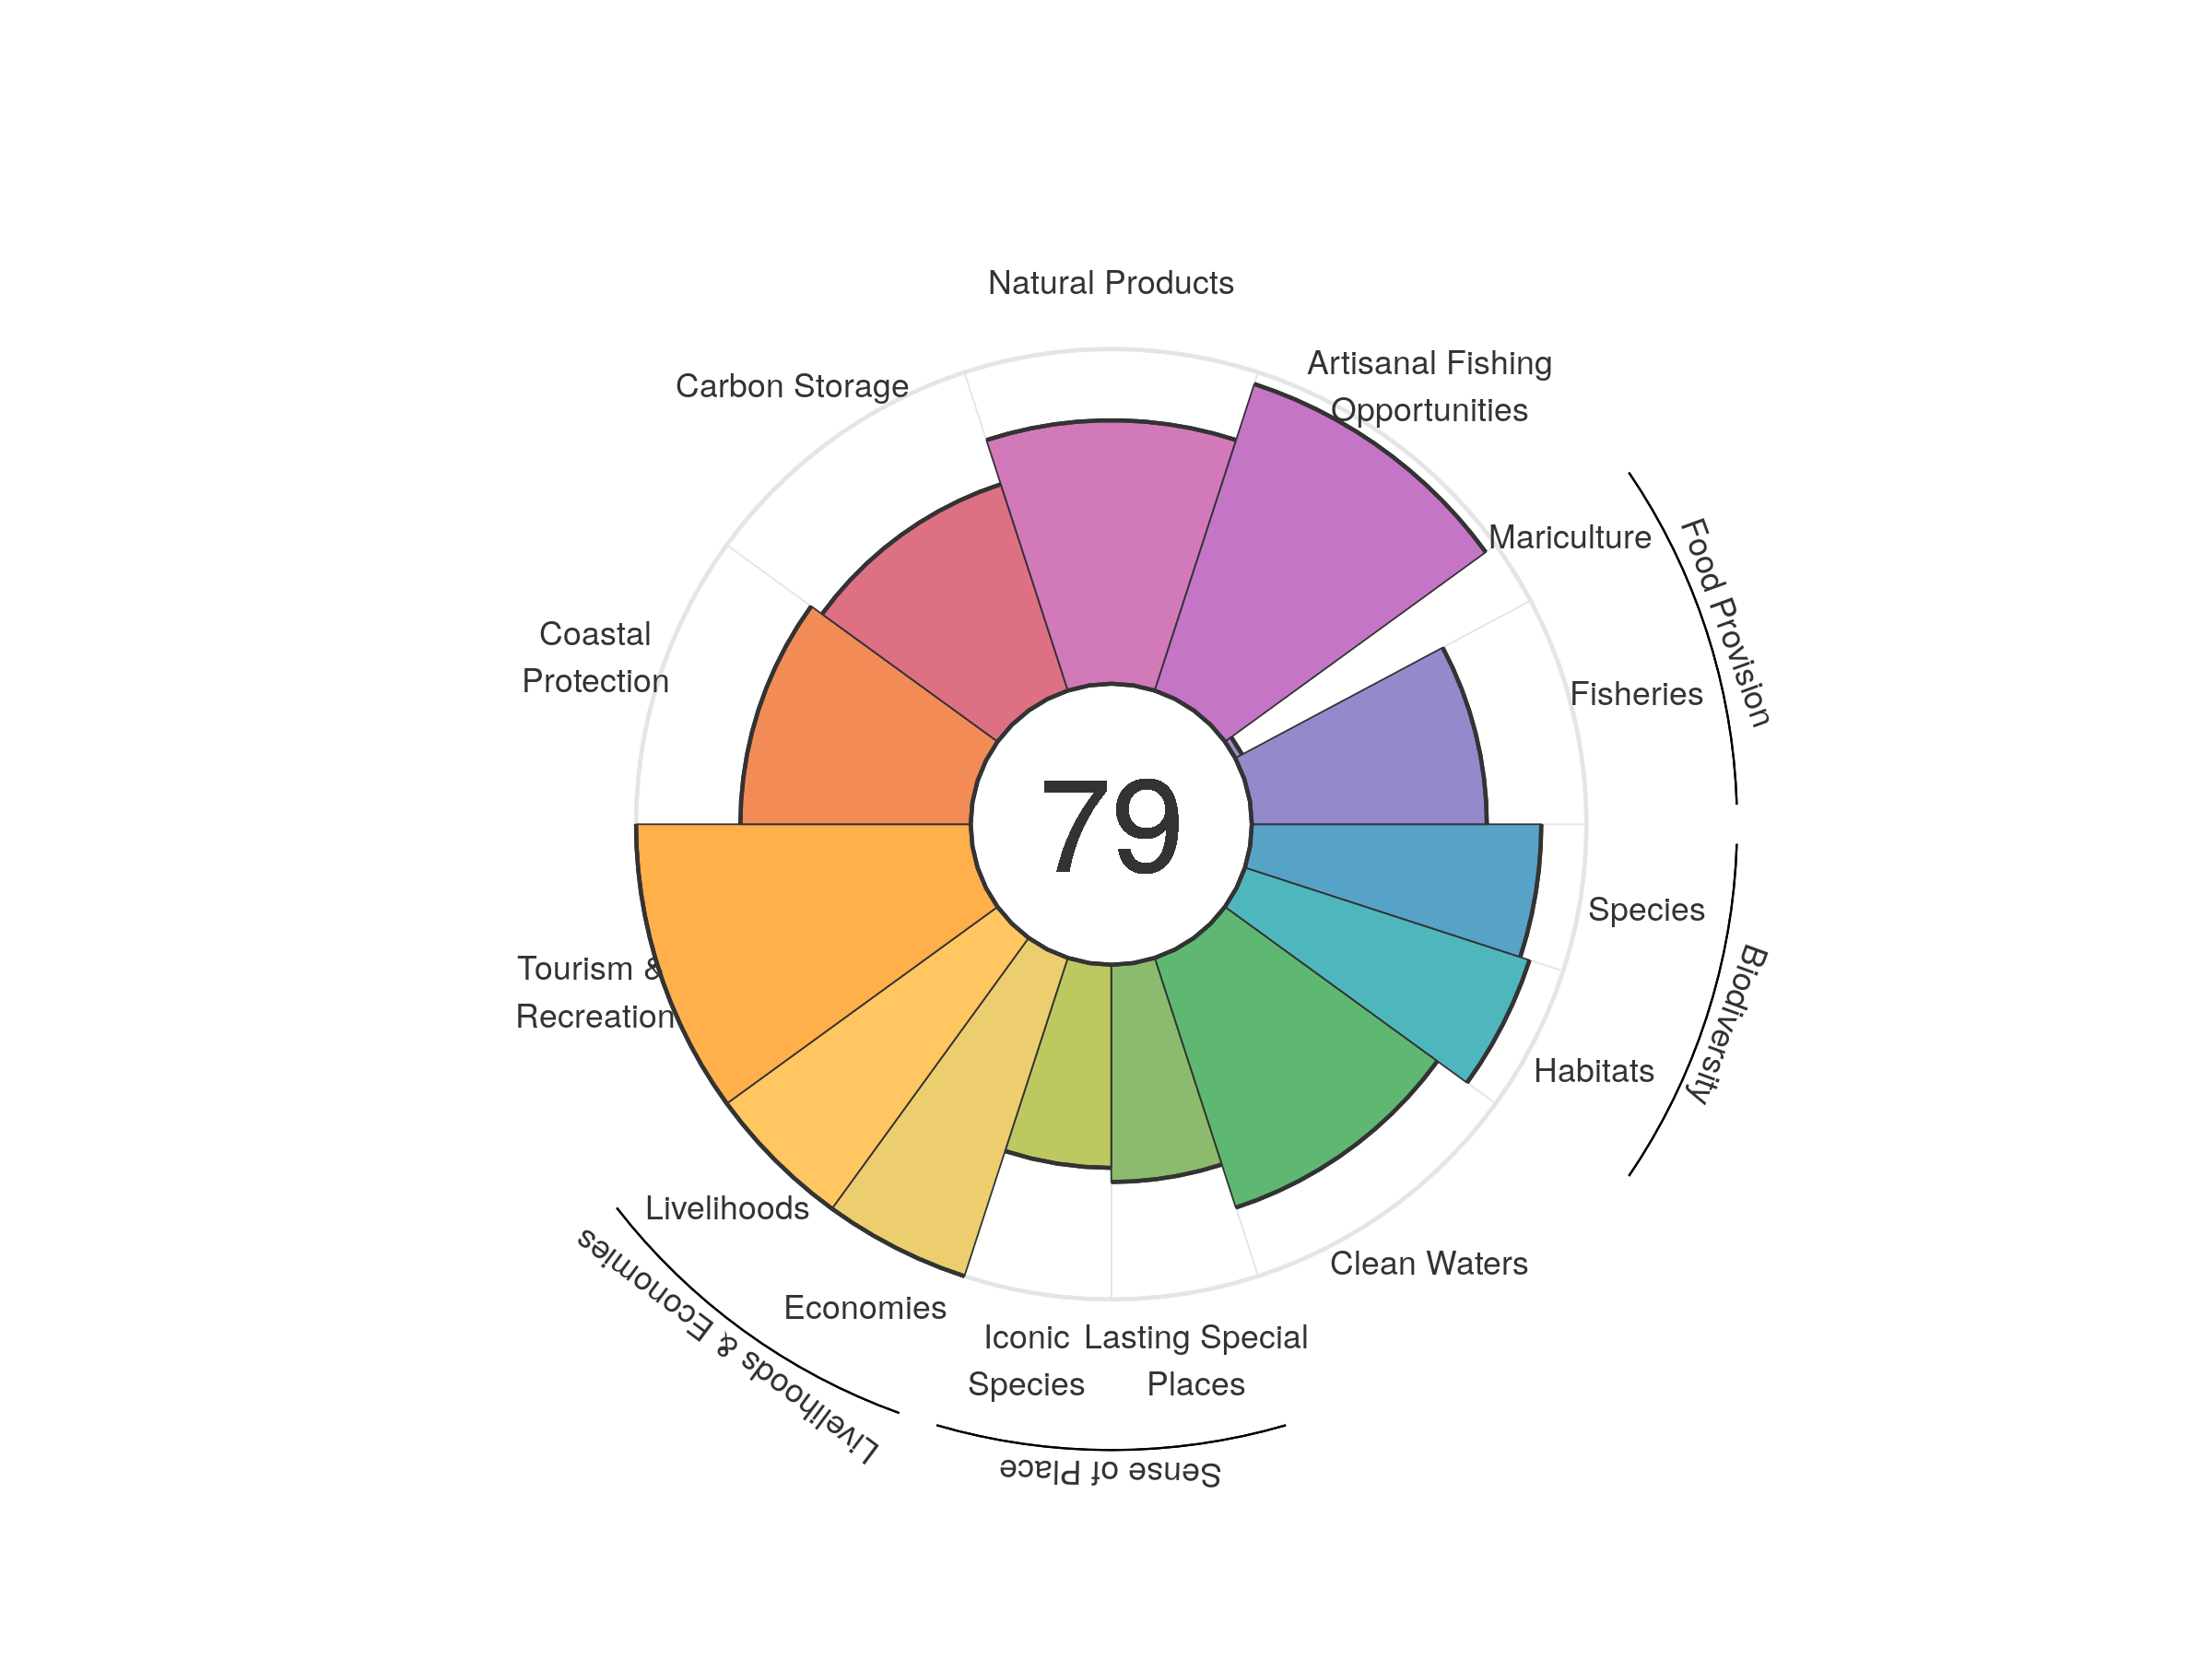 Natural Products
Artisanal Fishing
Opportunities
Carbon Storage
Mariculture
Food Provision
Coastal
Protection
Fisheries
79
Species
Biodiversity
Tourism &
Recreation
Habitats
Livelihoods
Livelihoods & Economies
Clean Waters
Economies
Iconic
Species
Lasting Special
Places
Sense of Place